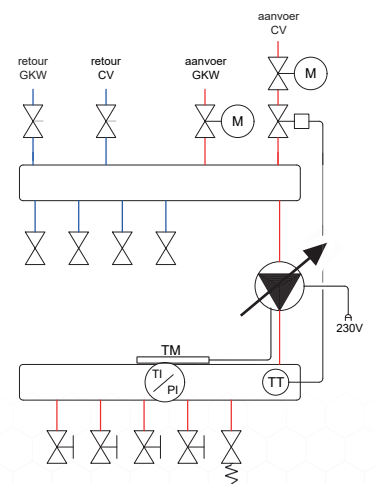 aanvoer
CV
retour
GKW
retour
CV
aanvoer
GKW
M
M
230V
TM
TI
PI
TT